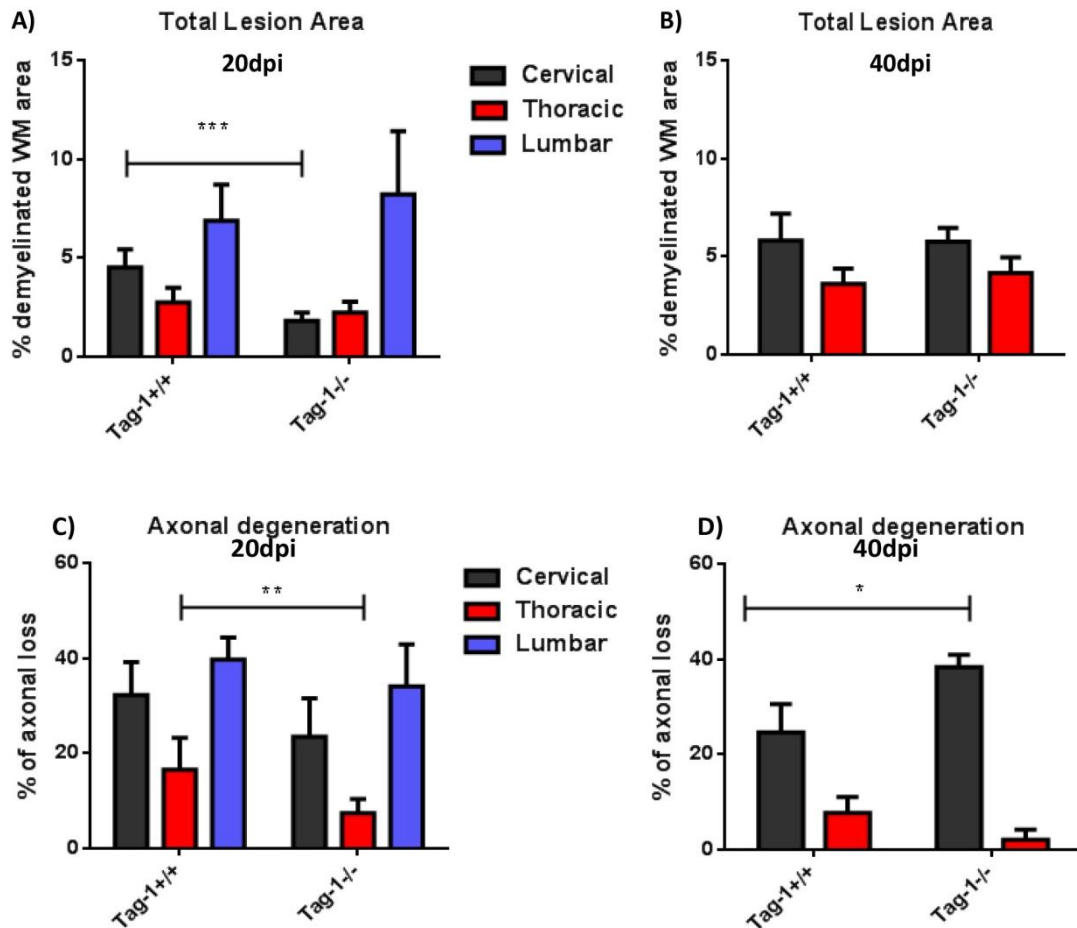 A)
Total Lesion Area
20dpi
% demyelinated WM area
15
10
5
0
***
Tag-1+/+
Tag-1-/-
Cervical
Thoracic
Lumbar
B)
Total Lesion Area
40dpi
% demyelinated WM area
15
10
5
0
Tag-1+/+
Tag-1-/-
C)
Axonal degeneration
20dpi
% of axonal loss
60
40
20
0
**
Tag-1+/+
Tag-1-/-
Cervical
Thoracic
Lumbar
D)
Axonal degeneration
40dpi
% of axonal loss
60
40
20
0
*
Tag-1+/+
Tag-1-/-